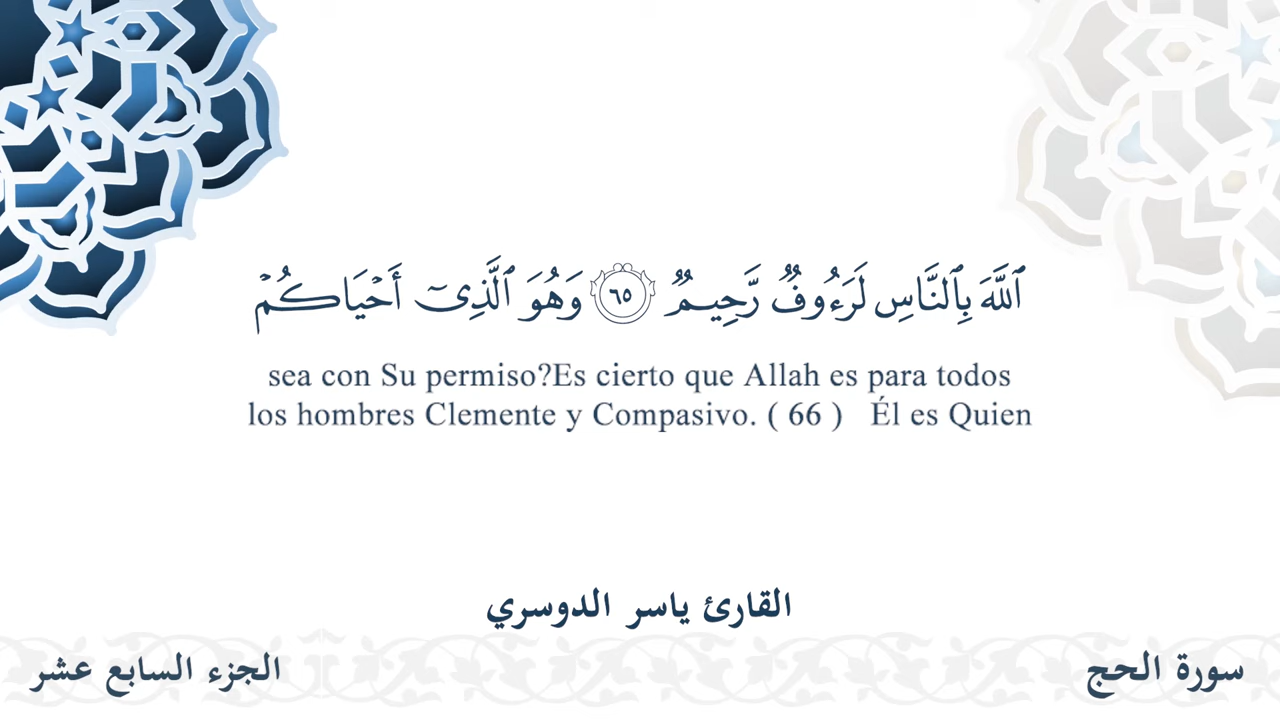 ٱللَّهَ بِٱلنَّاسِ لَرَءُوفٌ رَّحِيمٌ ٦٥ وَهُوَ ٱلَّذِىٓ أَحْيَاكُمْ
sea con Su permiso?Es cierto que Allah es para todos
los hombres Clemente y Compasivo. ( 66 ) Él es Quien
القارئ ياسر الدوسري
سورة الحج
الجزء السابع عشر